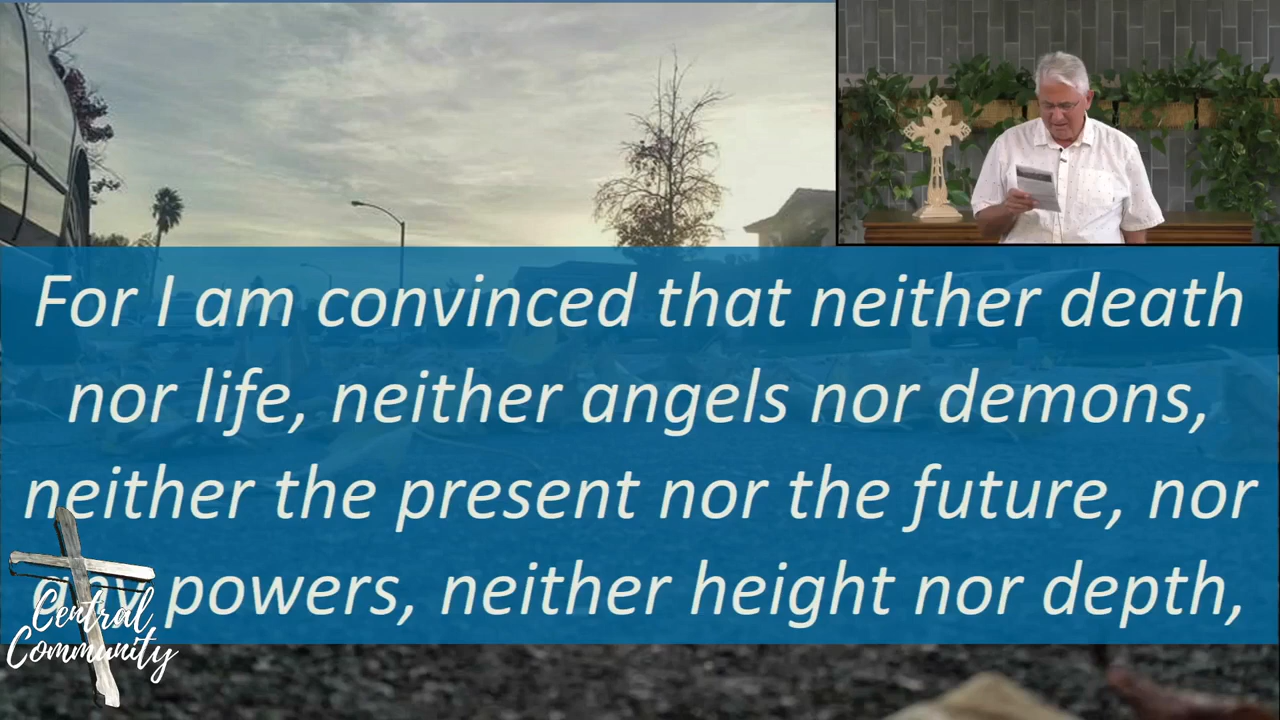 For I am convinced that neither death
nor life, neither angels nor demons,
neither the present nor the future, nor
any powers, neither height nor depth,
Central
Community